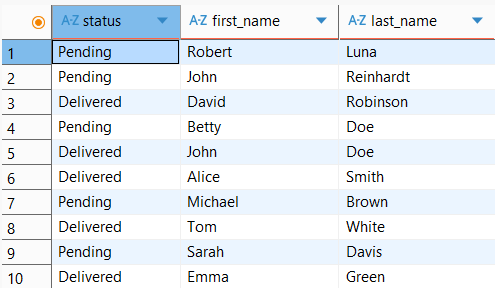 A-Z status A-Z first_name A-Z last_name
1 Pending Robert Luna
2 Pending John Reinhardt
3 Delivered David Robinson
4 Pending Betty Doe
5 Delivered John Doe
6 Delivered Alice Smith
7 Pending Michael Brown
8 Delivered Tom White
9 Pending Sarah Davis
10 Delivered Emma Green